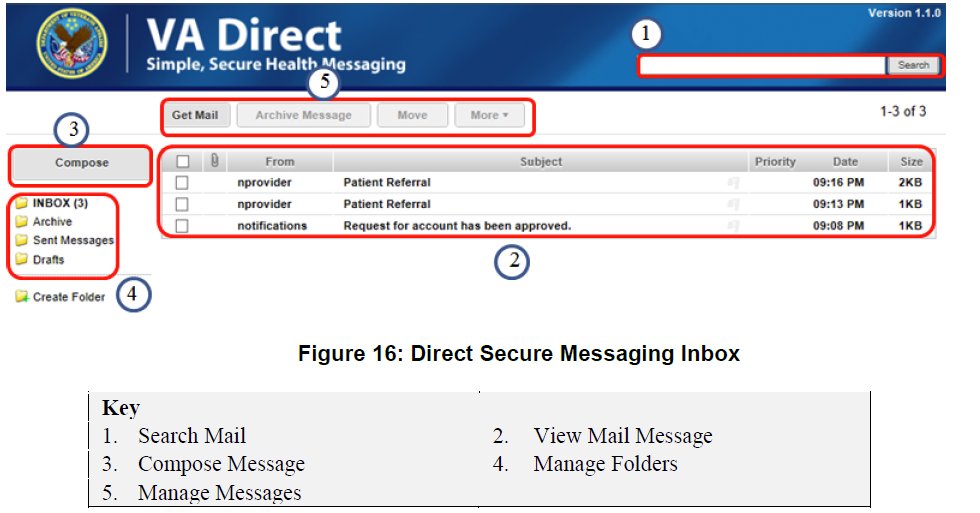 Version 1.1.0
VA Direct
Simple, Secure Health Messaging
1
Search
5
Get Mail Archive Message Move More ▾
1-3 of 3
3
Compose
From Subject Priority Date Size
nprovider Patient Referral 09:16 PM 2KB
nprovider Patient Referral 09:13 PM 1KB
notifications Request for account has been approved. 09:08 PM 1KB
INBOX (3)
Archive
Sent Messages
Drafts
2
Create Folder
4
Figure 16: Direct Secure Messaging Inbox
Key
1. Search Mail 2. View Mail Message
3. Compose Message 4. Manage Folders
5. Manage Messages